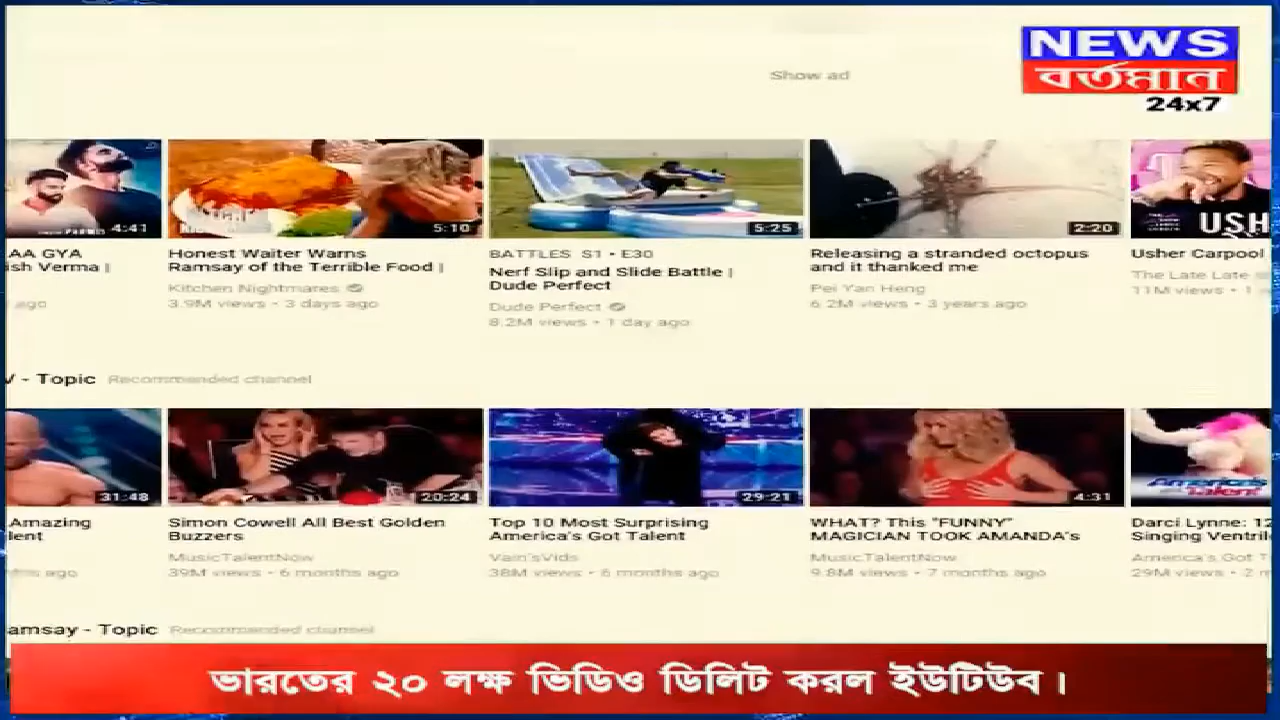 NEWS
বর্তমান
24x7
Show ad
4:41
5:10
5:25
2:20
USH
AA GYA
ish Verma |
ago
Honest Waiter Warns
Ramsay of the Terrible Food |
Kitchen Nightmares
3.9M views • 3 days ago
BATTLES S1 • E30
Nerf Slip and Slide Battle |
Dude Perfect
Dude Perfect
8.2M views • 1 day ago
Releasing a stranded octopus
and it thanked me
Pei Yan Heng
6.2M views • 3 years ago
Usher Carpool
The Late Late
11M views • 1
V - Topic Recommended channel
31:48
20:24
29:21
4:31
America's
Talent
Amazing
lent
ago
Simon Cowell All Best Golden
Buzzers
MusicTalentNow
39M views • 6 months ago
Top 10 Most Surprising
America's Got Talent
Vain'sVids
38M views • 6 months ago
WHAT? This "FUNNY"
MAGICIAN TOOK AMANDA's
MusicTalentNow
9.8M views • 7 months ago
Darci Lynne: 12
Singing Ventril
America's Got T
29M views • 2 m
amsay - Topic Recommended channel
ভারতের ২০ লক্ষ ভিডিও ডিলিট করল ইউটিউব।